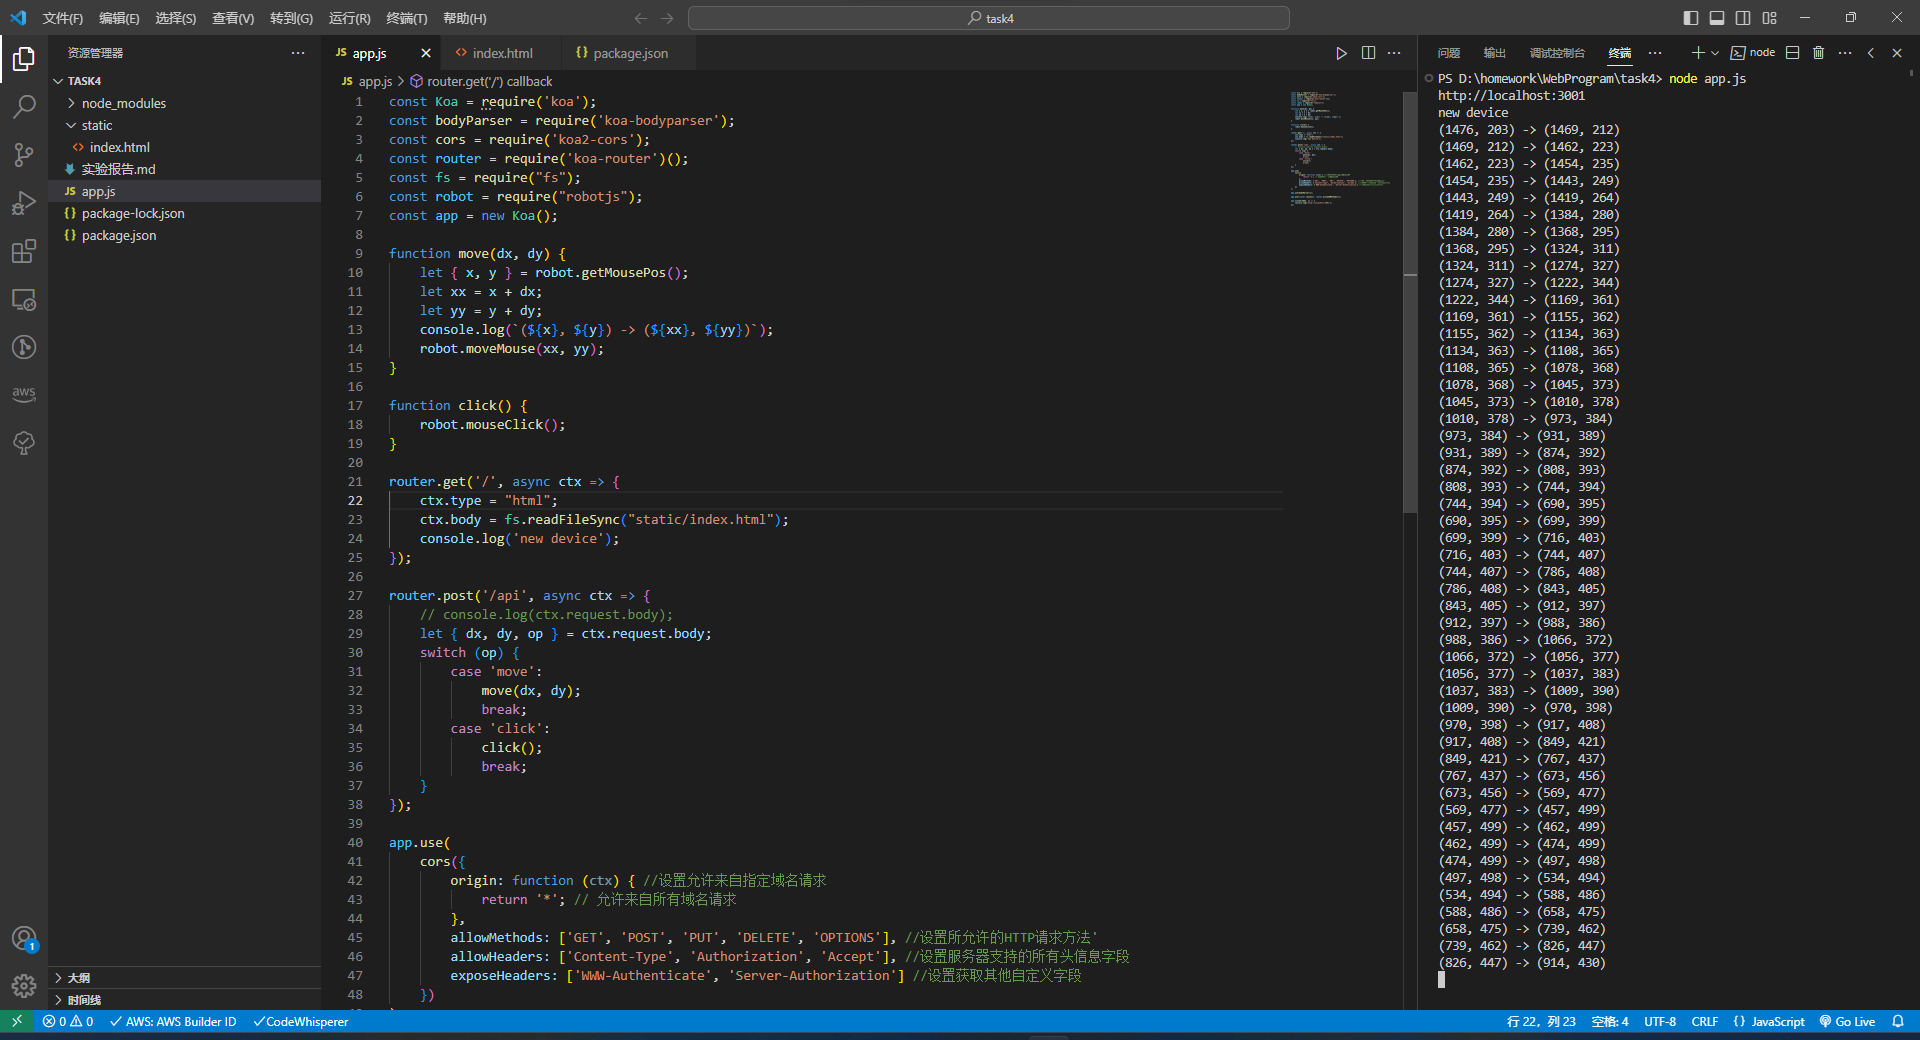 文件(F) 编辑(E) 选择(S) 查看(V) 转到(G) 运行(R) 终端(T) 帮助(H)
task4
资源管理器
TASK4
node_modules
static
index.html
实验报告.md
app.js
package-lock.json
package.json
大纲
时间线
aws
1
JS app.js
index.html
{} package.json
JS app.js > router.get('/') callback
1 const Koa = require('koa');
2 const bodyParser = require('koa-bodyparser');
3 const cors = require('koa2-cors');
4 const router = require('koa-router')();
5 const fs = require("fs");
6 const robot = require("robotjs");
7 const app = new Koa();
8
9 function move(dx, dy) {
10 let { x, y } = robot.getMousePos();
11 let xx = x + dx;
12 let yy = y + dy;
13 console.log(`(${x}, ${y}) -> (${xx}, ${yy})`);
14 robot.moveMouse(xx, yy);
15 }
16
17 function click() {
18 robot.mouseClick();
19 }
20
21 router.get('/', async ctx => {
22 ctx.type = "html";
23 ctx.body = fs.readFileSync("static/index.html");
24 console.log('new device');
25 });
26
27 router.post('/api', async ctx => {
28 // console.log(ctx.request.body);
29 let { dx, dy, op } = ctx.request.body;
30 switch (op) {
31 case 'move':
32 move(dx, dy);
33 break;
34 case 'click':
35 click();
36 break;
37 }
38 });
39
40 app.use(
41 cors({
42 origin: function (ctx) { //设置允许来自指定域名请求
43 return '*'; // 允许来自所有域名请求
44 },
45 allowMethods: ['GET', 'POST', 'PUT', 'DELETE', 'OPTIONS'], //设置所允许的HTTP请求方法'
46 allowHeaders: ['Content-Type', 'Authorization', 'Accept'], //设置服务器支持的所有头信息字段
47 exposeHeaders: ['WWW-Authenticate', 'Server-Authorization'] //设置获取其他自定义字段
48 })
问题 输出 调试控制台 终端
node
PS D:\homework\WebProgram\task4> node app.js
http://localhost:3001
new device
(1476, 203) -> (1469, 212)
(1469, 212) -> (1462, 223)
(1462, 223) -> (1454, 235)
(1454, 235) -> (1443, 249)
(1443, 249) -> (1419, 264)
(1419, 264) -> (1384, 280)
(1384, 280) -> (1368, 295)
(1368, 295) -> (1324, 311)
(1324, 311) -> (1274, 327)
(1274, 327) -> (1222, 344)
(1222, 344) -> (1169, 361)
(1169, 361) -> (1155, 362)
(1155, 362) -> (1134, 363)
(1134, 363) -> (1108, 365)
(1108, 365) -> (1078, 368)
(1078, 368) -> (1045, 373)
(1045, 373) -> (1010, 378)
(1010, 378) -> (973, 384)
(973, 384) -> (931, 389)
(931, 389) -> (874, 392)
(874, 392) -> (808, 393)
(808, 393) -> (744, 394)
(744, 394) -> (690, 395)
(690, 395) -> (699, 399)
(699, 399) -> (716, 403)
(716, 403) -> (744, 407)
(744, 407) -> (786, 408)
(786, 408) -> (843, 405)
(843, 405) -> (912, 397)
(912, 397) -> (988, 386)
(988, 386) -> (1066, 372)
(1066, 372) -> (1056, 377)
(1056, 377) -> (1037, 383)
(1037, 383) -> (1009, 390)
(1009, 390) -> (970, 398)
(970, 398) -> (917, 408)
(917, 408) -> (849, 421)
(849, 421) -> (767, 437)
(767, 437) -> (673, 456)
(673, 456) -> (569, 477)
(569, 477) -> (457, 499)
(457, 499) -> (462, 499)
(462, 499) -> (474, 499)
(474, 499) -> (497, 498)
(497, 498) -> (534, 494)
(534, 494) -> (588, 486)
(588, 486) -> (658, 475)
(658, 475) -> (739, 462)
(739, 462) -> (826, 447)
(826, 447) -> (914, 430)
0 0 AWS: AWS Builder ID CodeWhisperer
行 22，列 23 空格: 4 UTF-8 CRLF {} JavaScript Go Live